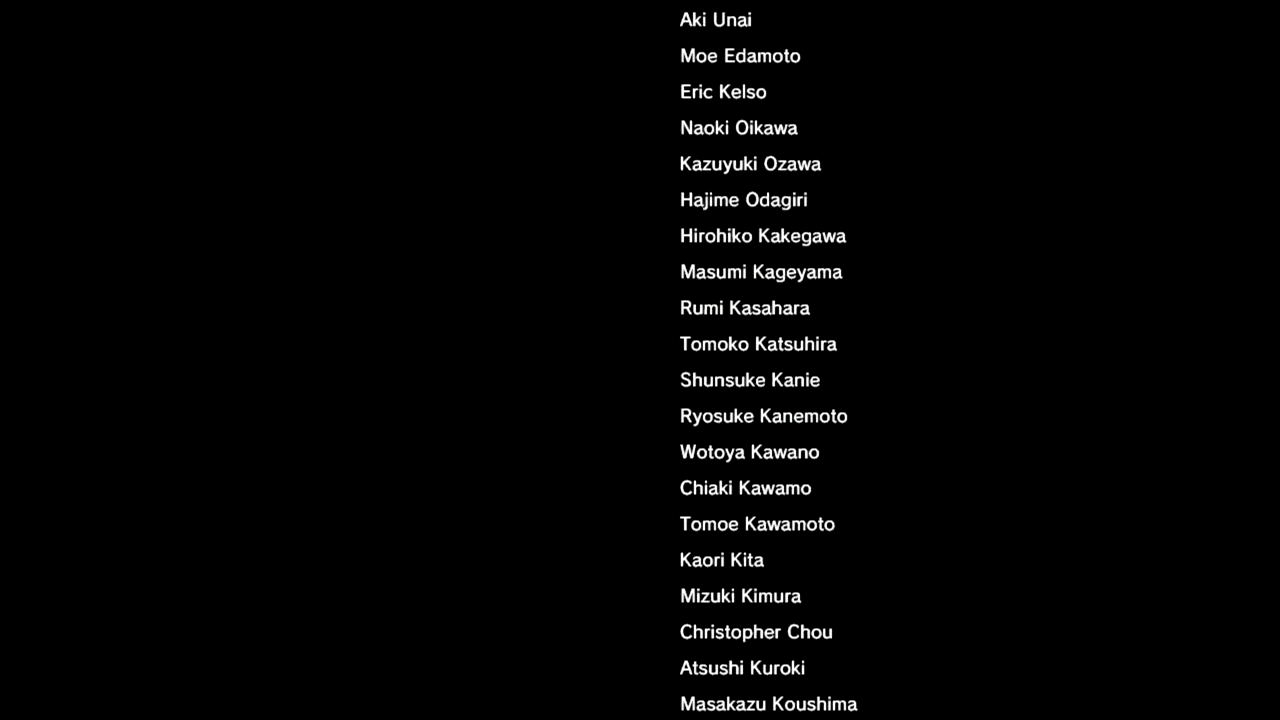 Aki Unai
Moe Edamoto
Eric Kelso
Naoki Oikawa
Kazuyuki Ozawa
Hajime Odagiri
Hirohiko Kakegawa
Masumi Kageyama
Rumi Kasahara
Tomoko Katsuhira
Shunsuke Kanie
Ryosuke Kanemoto
Wotoya Kawano
Chiaki Kawamo
Tomoe Kawamoto
Kaori Kita
Mizuki Kimura
Christopher Chou
Atsushi Kuroki
Masakazu Koushima